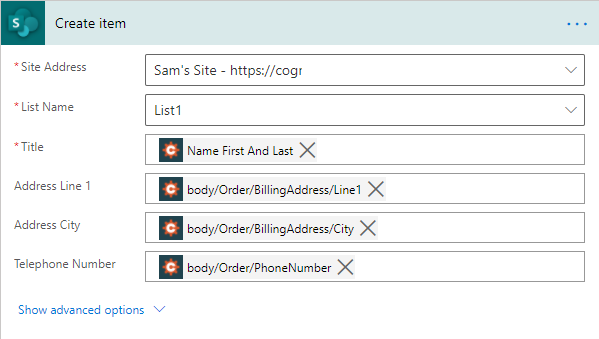 Create item
* Site Address
Sam's Site - https://cogr
* List Name
List1
* Title
Name First And Last
Address Line 1
body/Order/BillingAddress/Line1
Address City
body/Order/BillingAddress/City
Telephone Number
body/Order/PhoneNumber
Show advanced options